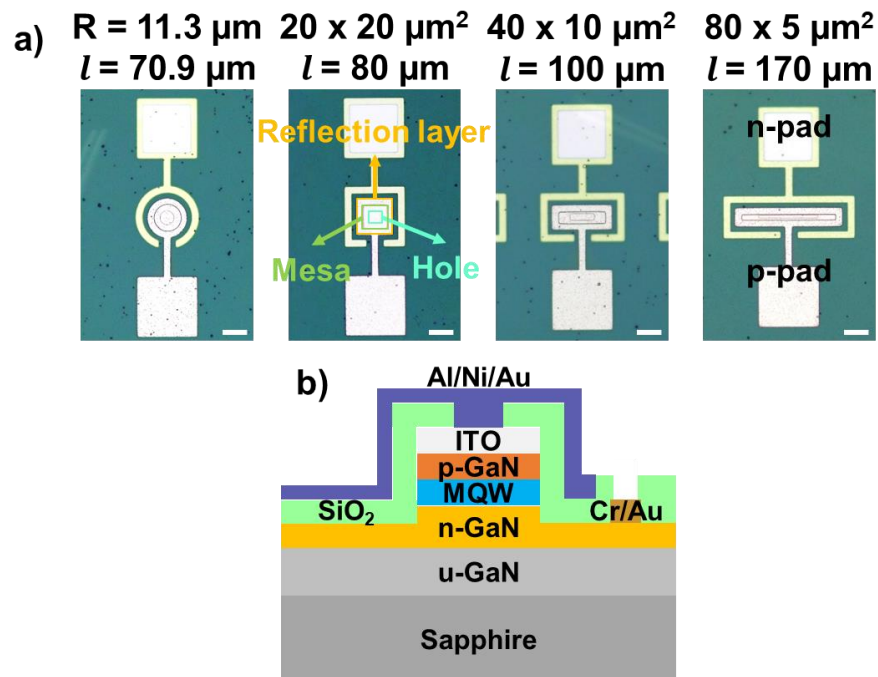 a)
R = 11.3 µm
l = 70.9 µm
20 x 20 µm²
l = 80 µm
40 x 10 µm²
l = 100 µm
80 x 5 µm²
l = 170 µm
Reflection layer
Mesa
Hole
n-pad
p-pad
b)
Al/Ni/Au
ITO
p-GaN
MQW
SiO₂
Cr/Au
n-GaN
u-GaN
Sapphire